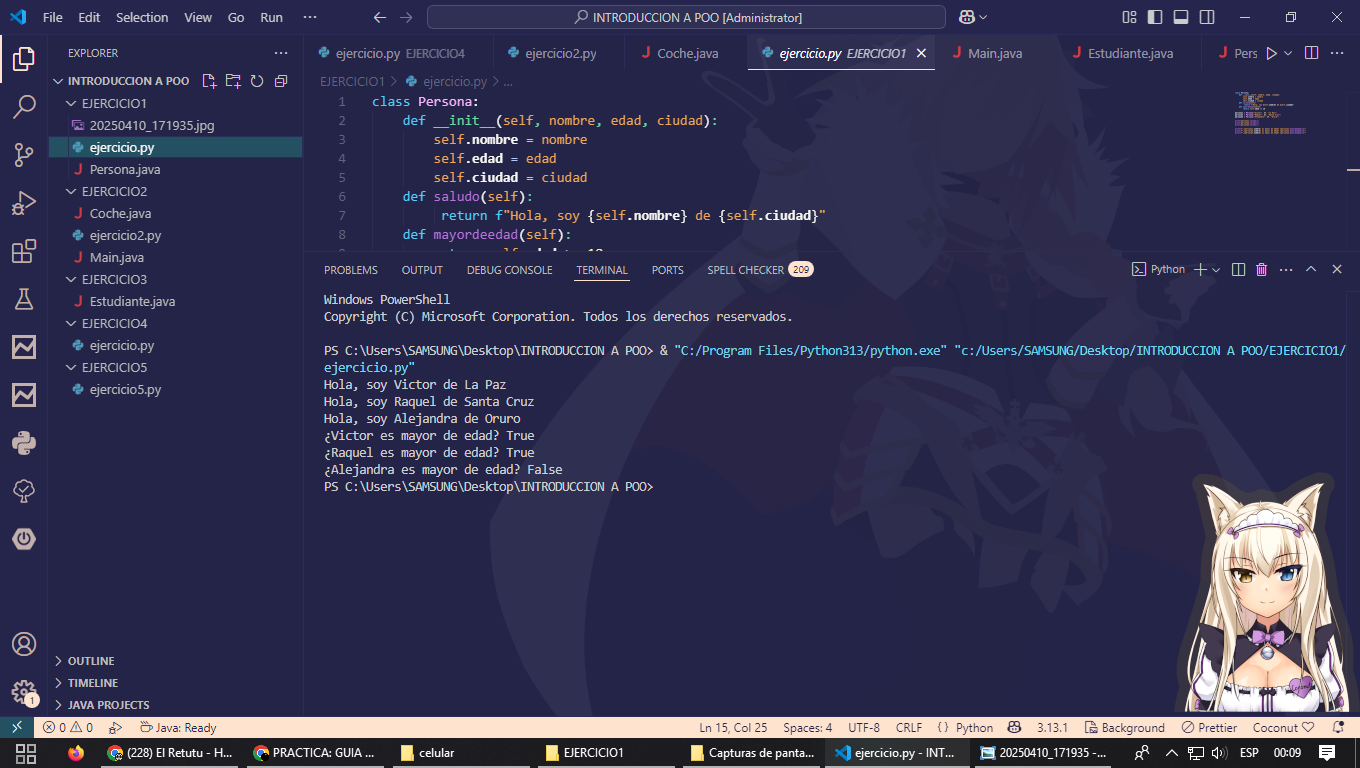 File Edit Selection View Go Run ···
INTRODUCCION A POO [Administrator]
EXPLORER
INTRODUCCION A POO
EJERCICIO1
20250410_171935.jpg
ejercicio.py
Persona.java
EJERCICIO2
Coche.java
ejercicio2.py
Main.java
EJERCICIO3
Estudiante.java
EJERCICIO4
ejercicio.py
EJERCICIO5
ejercicio5.py
OUTLINE
TIMELINE
JAVA PROJECTS
ejercicio.py EJERCICIO4 ejercicio2.py Coche.java ejercicio.py EJERCICIO1 Main.java Estudiante.java Pers
EJERCICIO1 > ejercicio.py > ...
1 class Persona:
2 def __init__(self, nombre, edad, ciudad):
3 self.nombre = nombre
4 self.edad = edad
5 self.ciudad = ciudad
6 def saludo(self):
7 return f"Hola, soy {self.nombre} de {self.ciudad}"
8 def mayordeedad(self):
PROBLEMS OUTPUT DEBUG CONSOLE TERMINAL PORTS SPELL CHECKER 209
Python
Windows PowerShell
Copyright (C) Microsoft Corporation. Todos los derechos reservados.
PS C:\Users\SAMSUNG\Desktop\INTRODUCCION A POO> & "C:/Program Files/Python313/python.exe" "c:/Users/SAMSUNG/Desktop/INTRODUCCION A POO/EJERCICIO1/
ejercicio.py"
Hola, soy Victor de La Paz
Hola, soy Raquel de Santa Cruz
Hola, soy Alejandra de Oruro
¿Victor es mayor de edad? True
¿Raquel es mayor de edad? True
¿Alejandra es mayor de edad? False
PS C:\Users\SAMSUNG\Desktop\INTRODUCCION A POO>
1
0 0 Java: Ready Ln 15, Col 25 Spaces: 4 UTF-8 CRLF { } Python 3.13.1 Background Prettier Coconut ♡
(228) El Retutu - H... PRACTICA: GUIA ... celular EJERCICIO1 Capturas de panta... ejercicio.py - INT... 20250410_171935 -... ESP 00:09